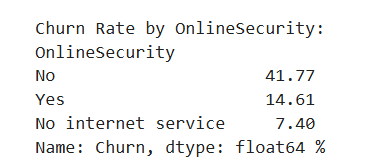 Churn Rate by OnlineSecurity:
OnlineSecurity
No                     41.77
Yes                    14.61
No internet service     7.40
Name: Churn, dtype: float64 %